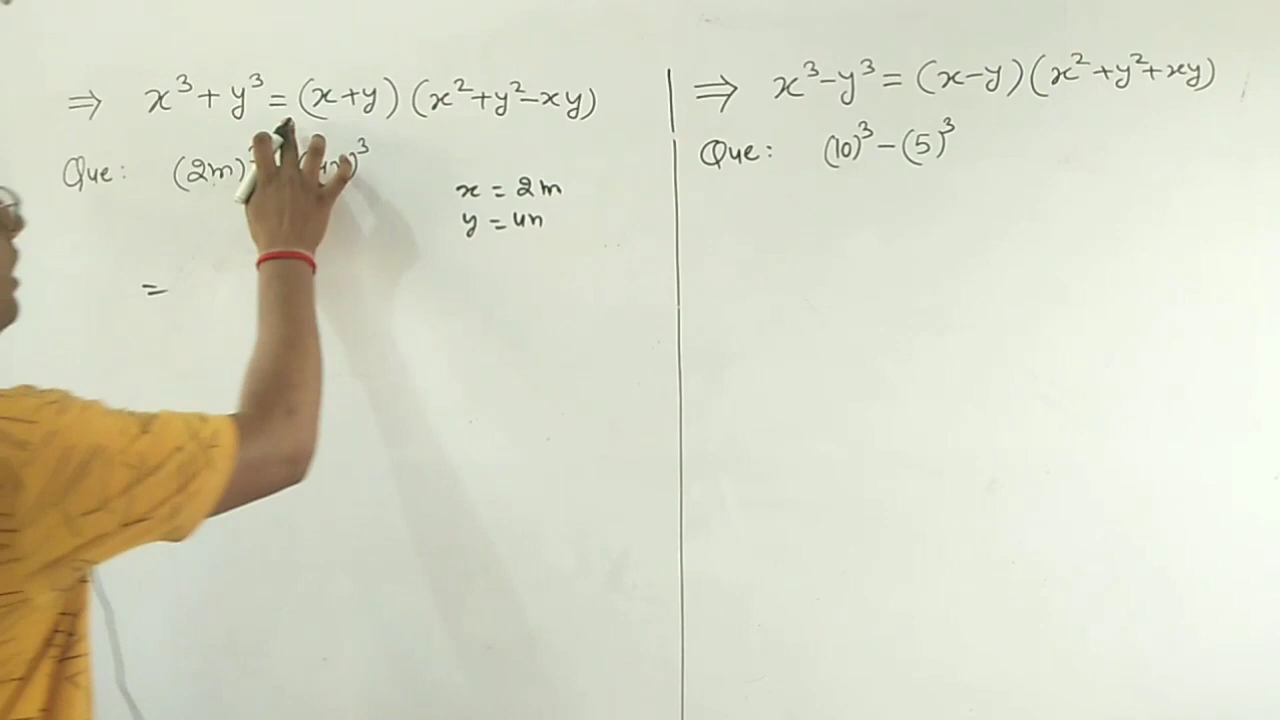 ⇒ x³ + y³ = (x+y) (x²+y²-xy)
Que: (2m) )³
x = 2m
y = 4n
=
⇒ x³-y³ = (x-y)(x²+y²+xy)
Que: (10)³ - (5)³